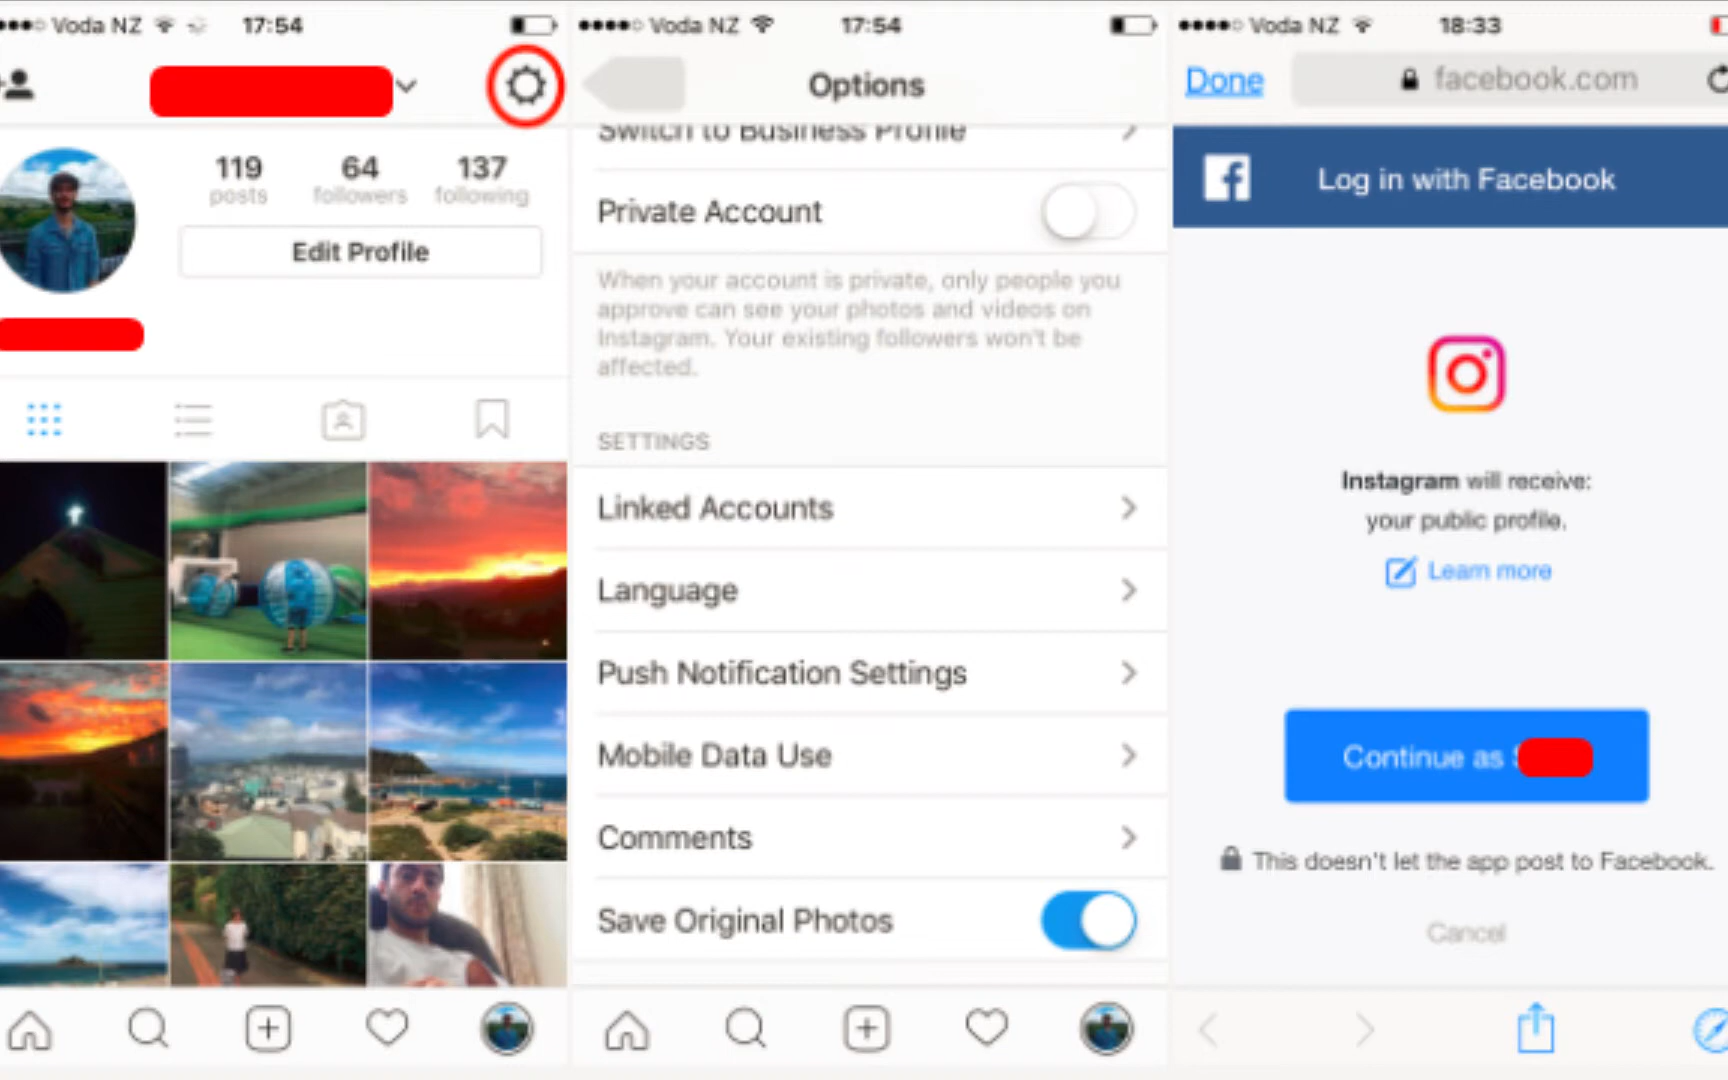 Voda NZ 17:54
119 64 137
posts followers following
Edit Profile
Voda NZ 17:54
Options
Switch to Business Profile
Private Account
When your account is private, only people you
approve can see your photos and videos on
Instagram. Your existing followers won't be
affected.
SETTINGS
Linked Accounts
Language
Push Notification Settings
Mobile Data Use
Comments
Save Original Photos
Voda NZ 18:33
Done facebook.com
Log in with Facebook
Instagram will receive:
your public profile.
Learn more
Continue as
This doesn't let the app post to Facebook.
Cancel